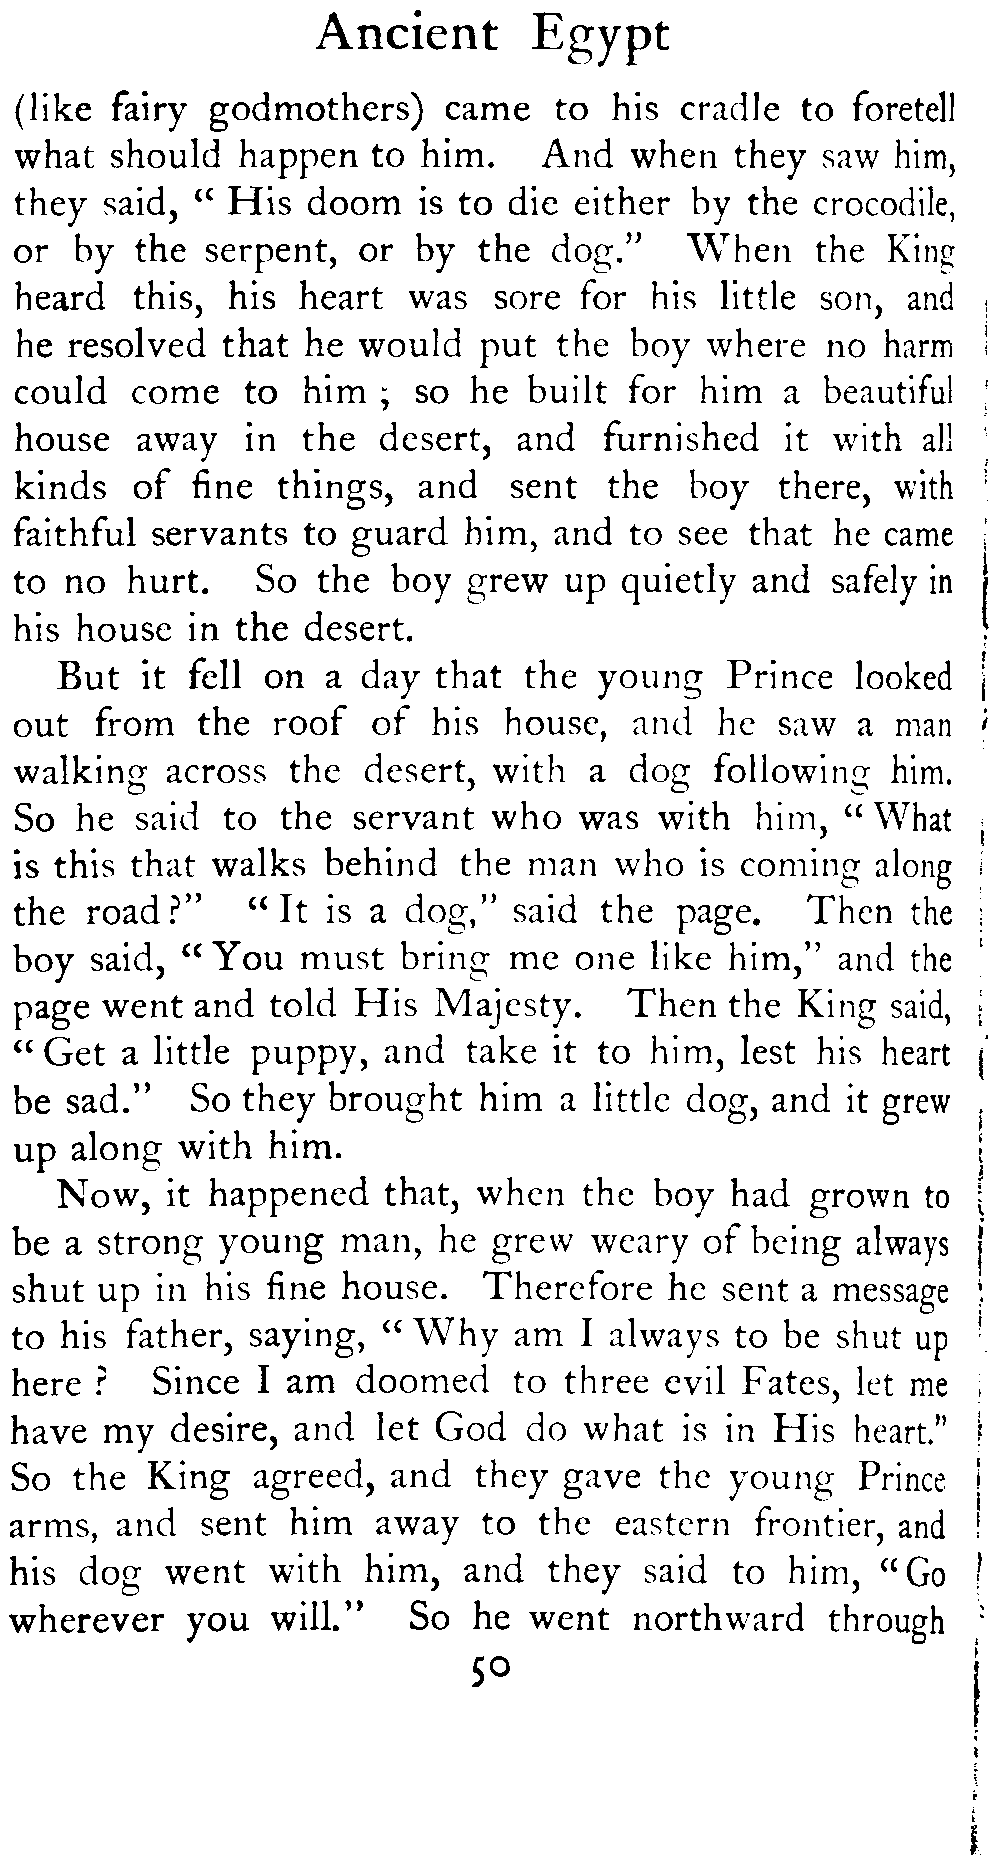 Ancient Egypt
(like fairy godmothers) came to his cradle to foretell
what should happen to him. And when they saw him,
they said, “ His doom is to die either by the crocodile,
or by the serpent, or by the dog.” When the King
heard this, his heart was sore for his little son, and
he resolved that he would put the boy where no harm
could come to him ; so he built for him a beautiful
house away in the desert, and furnished it with all
kinds of fine things, and sent the boy there, with
faithful servants to guard him, and to see that he came
to no hurt. So the boy grew up quietly and safely in
his house in the desert.
But it fell on a day that the young Prince looked
out from the roof of his house, and he saw a man
walking across the desert, with a dog following him.
So he said to the servant who was with him, “ What
is this that walks behind the man who is coming along
the road ?” “ It is a dog,” said the page. Then the
boy said, “ You must bring me one like him,” and the
page went and told His Majesty. Then the King said,
“ Get a little puppy, and take it to him, lest his heart
be sad.” So they brought him a little dog, and it grew
up along with him.
Now, it happened that, when the boy had grown to
be a strong young man, he grew weary of being always
shut up in his fine house. Therefore he sent a message
to his father, saying, “ Why am I always to be shut up
here ? Since I am doomed to three evil Fates, let me
have my desire, and let God do what is in His heart.”
So the King agreed, and they gave the young Prince
arms, and sent him away to the eastern frontier, and
his dog went with him, and they said to him, “ Go
wherever you will.” So he went northward through
50